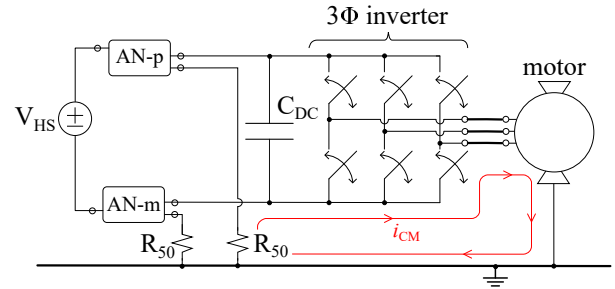 3Φ inverter
AN-p
motor
V_HS
C_DC
AN-m
R_50
R_50
i_CM